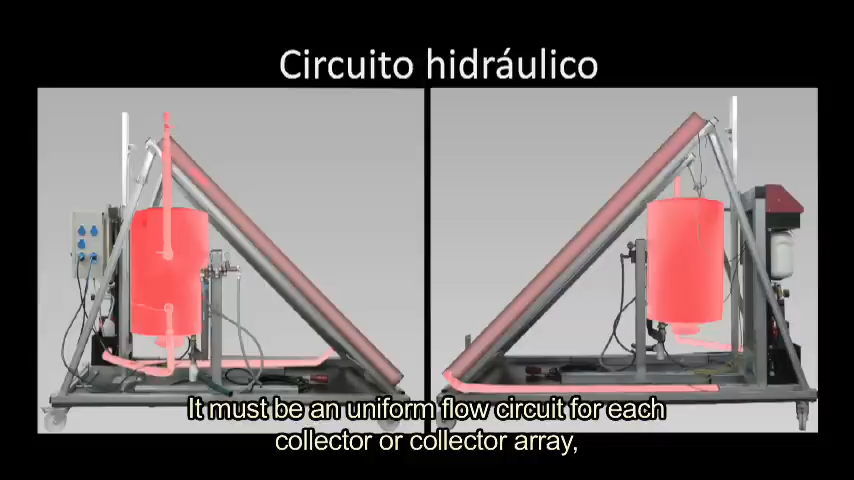 Circuito hidráulico
It must be an uniform flow circuit for each
collector or collector array,